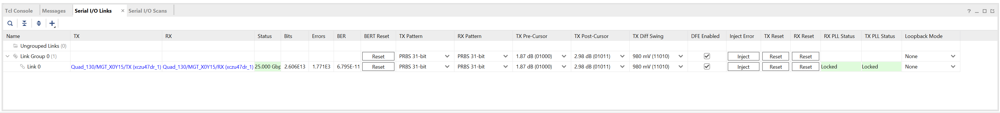 Tcl Console Messages Serial I/O Links × Serial I/O Scans ?
Name TX RX Status Bits Errors BER BERT Reset TX Pattern RX Pattern TX Pre-Cursor TX Post-Cursor TX Diff Swing DFE Enabled Inject Error TX Reset RX Reset RX PLL Status TX PLL Status Loopback Mode
Ungrouped Links (0)
Link Group 0 (1) Reset PRBS 31-bit PRBS 31-bit 1.87 dB (01000) 2.98 dB (01011) 980 mV (11010) Inject Reset Reset None
Link 0 Quad_130/MGT_X0Y15/TX (xczu47dr_1) Quad_130/MGT_X0Y15/RX (xczu47dr_1) 25.000 Gbp 2.606E13 1.771E3 6.795E-11 Reset PRBS 31-bit PRBS 31-bit 1.87 dB (01000) 2.98 dB (01011) 980 mV (11010) Inject Reset Reset Locked Locked None